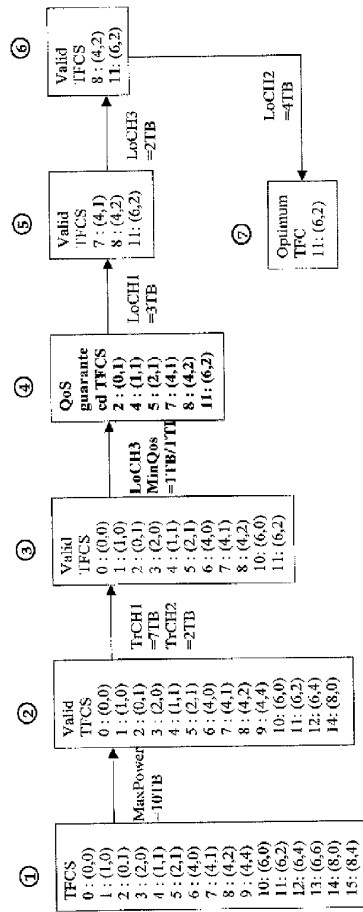 ①
TFCS
0 : (0,0)
1 : (1,0)
2 : (0,1)
3 : (2,0)
4 : (1,1)
5 : (2,1)
6 : (4,0)
7 : (4,1)
8 : (4,2)
9 : (4,4)
10: (6,0)
11: (6,2)
12: (6,4)
13: (6,6)
14: (8,0)
15: (8,4)
MaxPower
=10TB
②
Valid
TFCS
0 : (0,0)
1 : (1,0)
2 : (0,1)
3 : (2,0)
4 : (1,1)
5 : (2,1)
6 : (4,0)
7 : (4,1)
8 : (4,2)
9 : (4,4)
10: (6,0)
11: (6,2)
12: (6,4)
14: (8,0)
TrCH1
=7TB
TrCH2
=2TB
③
Valid
TFCS
0 : (0,0)
1 : (1,0)
2 : (0,1)
3 : (2,0)
4 : (1,1)
5 : (2,1)
6 : (4,0)
7 : (4,1)
8 : (4,2)
10: (6,0)
11: (6,2)
LoCH3
MinQos
=1TB/1TI
④
QoS
guarante
ed TFCS
2 : (0,1)
4 : (1,1)
5 : (2,1)
7 : (4,1)
8 : (4,2)
11: (6,2)
LoCH1
=3TB
⑤
Valid
TFCS
7 : (4,1)
8 : (4,2)
11: (6,2)
LoCH3
=2TB
⑥
Valid
TFCS
8 : (4,2)
11: (6,2)
LoCH2
=4TB
⑦
Optimum
TFC
11: (6,2)